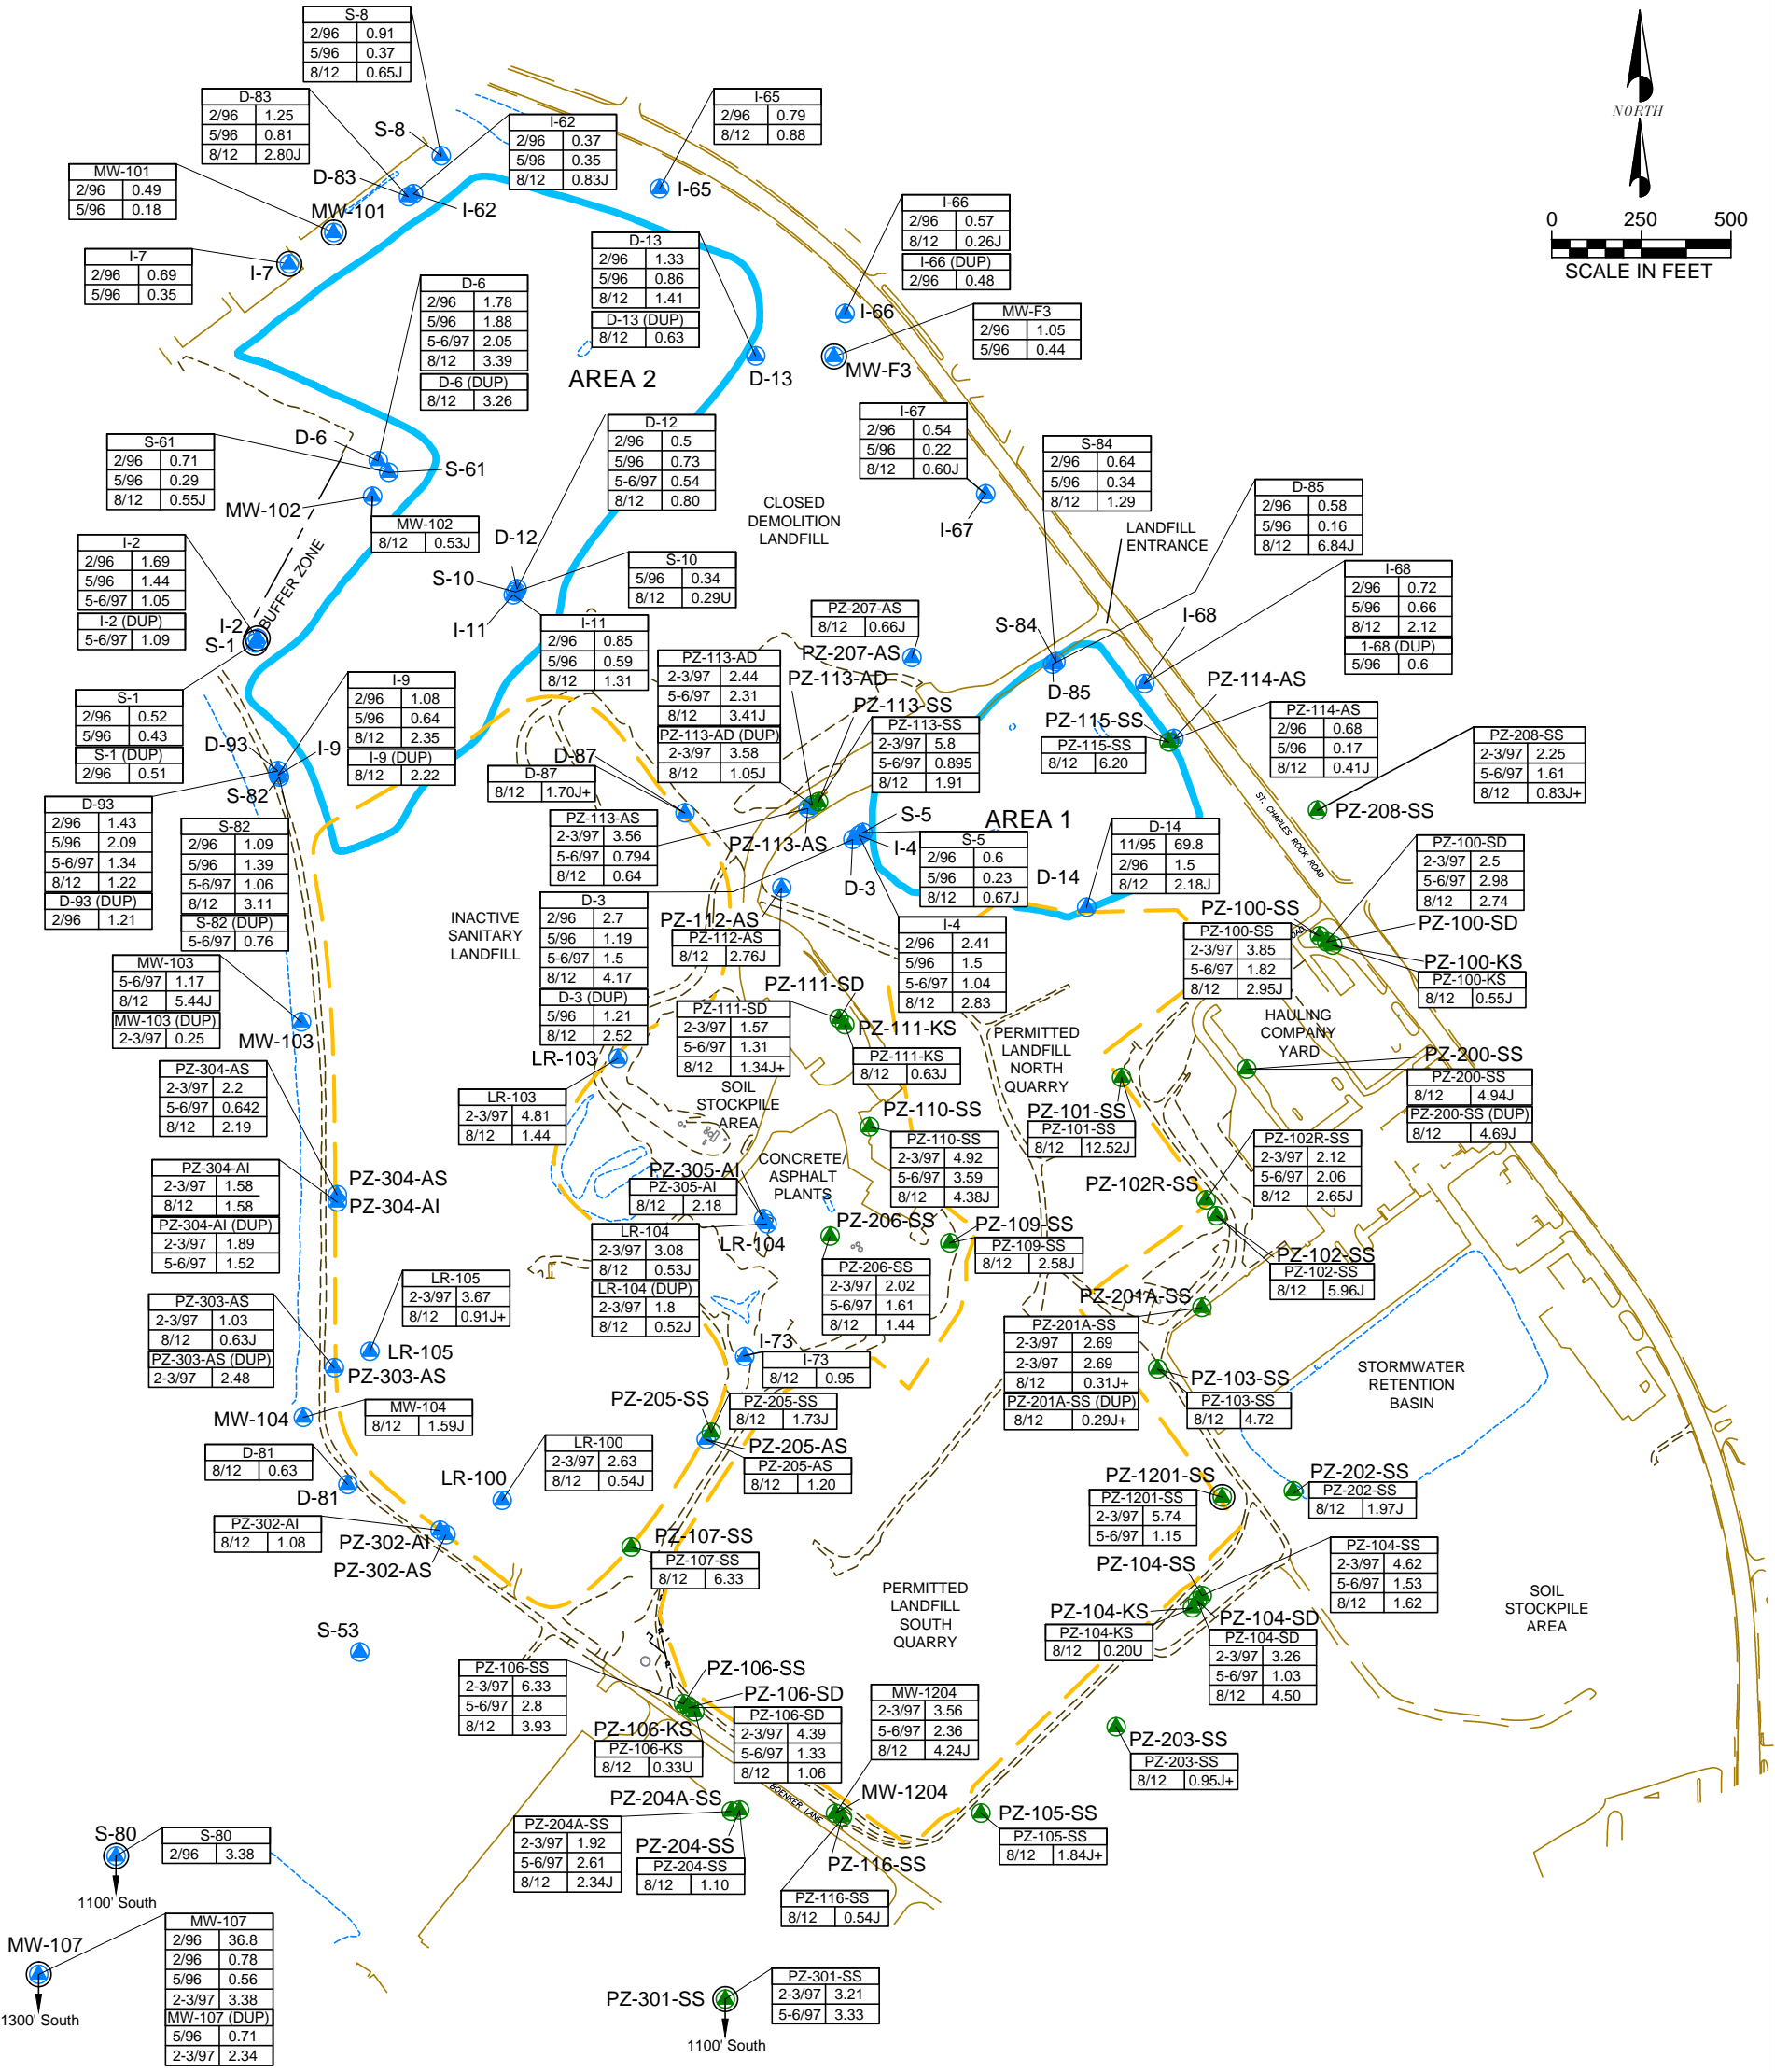 S-8
2/96 0.91
5/96 0.37
8/12 0.65J
D-83
2/96 1.25
5/96 0.81
8/12 2.80J
S-8
I-62
2/96 0.37
5/96 0.35
8/12 0.83J
I-65
2/96 0.79
8/12 0.88
NORTH
MW-101
2/96 0.49
5/96 0.18
D-83
I-62
MW-101
I-65
I-66
2/96 0.57
8/12 0.26J
I-66 (DUP)
2/96 0.48
0 250 500
SCALE IN FEET
I-7
2/96 0.69
5/96 0.35
I-7
D-13
2/96 1.33
5/96 0.86
8/12 1.41
D-13 (DUP)
8/12 0.63
D-6
2/96 1.78
5/96 1.88
5-6/97 2.05
8/12 3.39
D-6 (DUP)
8/12 3.26
I-66
MW-F3
2/96 1.05
5/96 0.44
AREA 2
D-13
MW-F3
D-12
2/96 0.5
5/96 0.73
5-6/97 0.54
8/12 0.80
I-67
2/96 0.54
5/96 0.22
8/12 0.60J
S-61
2/96 0.71
5/96 0.29
8/12 0.55J
D-6
S-61
S-84
2/96 0.64
5/96 0.34
8/12 1.29
D-85
2/96 0.58
5/96 0.16
8/12 6.84J
MW-102
MW-102
8/12 0.53J
CLOSED
DEMOLITION
LANDFILL
I-67
LANDFILL
ENTRANCE
I-2
2/96 1.69
5/96 1.44
5-6/97 1.05
I-2 (DUP)
5-6/97 1.09
BUFFER ZONE
D-12
S-10
I-11
S-10
5/96 0.34
8/12 0.29U
I-68
2/96 0.72
5/96 0.66
8/12 2.12
1-68 (DUP)
5/96 0.6
I-2
S-1
I-11
2/96 0.85
5/96 0.59
8/12 1.31
PZ-207-AS
8/12 0.66J
PZ-207-AS
S-84
I-68
D-85
S-1
2/96 0.52
5/96 0.43
S-1 (DUP)
2/96 0.51
I-9
2/96 1.08
5/96 0.64
8/12 2.35
I-9 (DUP)
8/12 2.22
PZ-113-AD
2-3/97 2.44
5-6/97 2.31
8/12 3.41J
PZ-113-AD (DUP)
2-3/97 3.58
8/12 1.05J
PZ-113-AD
PZ-113-SS
PZ-113-SS
2-3/97 5.8
5-6/97 0.895
8/12 1.91
PZ-114-AS
PZ-115-SS
PZ-115-SS
8/12 6.20
PZ-114-AS
2/96 0.68
5/96 0.17
8/12 0.41J
PZ-208-SS
2-3/97 2.25
5-6/97 1.61
8/12 0.83J+
D-93
I-9
S-82
D-87
D-87
8/12 1.70J+
D-93
2/96 1.43
5/96 2.09
5-6/97 1.34
8/12 1.22
D-93 (DUP)
2/96 1.21
S-82
2/96 1.09
5/96 1.39
5-6/97 1.06
8/12 3.11
S-82 (DUP)
5-6/97 0.76
PZ-113-AS
2-3/97 3.56
5-6/97 0.794
8/12 0.64
PZ-113-AS
S-5
I-4
D-3
AREA 1
ST. CHARLES ROCK ROAD
PZ-208-SS
S-5
2/96 0.6
5/96 0.23
8/12 0.67J
D-14
D-14
11/95 69.8
2/96 1.5
8/12 2.18J
PZ-100-SD
2-3/97 2.5
5-6/97 2.98
8/12 2.74
INACTIVE
SANITARY
LANDFILL
D-3
2/96 2.7
5/96 1.19
5-6/97 1.5
8/12 4.17
D-3 (DUP)
5/96 1.21
8/12 2.52
PZ-112-AS
PZ-112-AS
8/12 2.76J
I-4
2/96 2.41
5/96 1.5
5-6/97 1.04
8/12 2.83
PZ-100-SS
PZ-100-SD
PZ-100-KS
PZ-100-SS
2-3/97 3.85
5-6/97 1.82
8/12 2.95J
PZ-100-KS
8/12 0.55J
MW-103
5-6/97 1.17
8/12 5.44J
MW-103 (DUP)
2-3/97 0.25
MW-103
PZ-111-SD
PZ-111-KS
PZ-111-SD
2-3/97 1.57
5-6/97 1.31
8/12 1.34J+
PZ-111-KS
8/12 0.63J
PERMITTED
LANDFILL
NORTH
QUARRY
HAULING
COMPANY
YARD
PZ-304-AS
2-3/97 2.2
5-6/97 0.642
8/12 2.19
LR-103
LR-103
2-3/97 4.81
8/12 1.44
SOIL
STOCKPILE
AREA
PZ-101-SS
PZ-101-SS
8/12 12.52J
PZ-200-SS
PZ-200-SS
8/12 4.94J
PZ-200-SS (DUP)
8/12 4.69J
PZ-110-SS
PZ-110-SS
2-3/97 4.92
5-6/97 3.59
8/12 4.38J
PZ-102R-SS
2-3/97 2.12
5-6/97 2.06
8/12 2.65J
PZ-304-AI
2-3/97 1.58
8/12 1.58
PZ-304-AI (DUP)
2-3/97 1.89
5-6/97 1.52
PZ-304-AS
PZ-304-AI
PZ-305-AI
PZ-305-AI
8/12 2.18
CONCRETE/
ASPHALT
PLANTS
PZ-102R-SS
LR-104
2-3/97 3.08
8/12 0.53J
LR-104 (DUP)
2-3/97 1.8
8/12 0.52J
LR-104
PZ-206-SS
PZ-206-SS
2-3/97 2.02
5-6/97 1.61
8/12 1.44
PZ-109-SS
PZ-109-SS
8/12 2.58J
PZ-102-SS
PZ-102-SS
8/12 5.96J
LR-105
2-3/97 3.67
8/12 0.91J+
PZ-303-AS
2-3/97 1.03
8/12 0.63J
PZ-303-AS (DUP)
2-3/97 2.48
LR-105
PZ-303-AS
PZ-201A-SS
PZ-201A-SS
2-3/97 2.69
2-3/97 2.69
8/12 0.31J+
PZ-201A-SS (DUP)
8/12 0.29J+
I-73
I-73
8/12 0.95
PZ-103-SS
PZ-103-SS
8/12 4.72
STORMWATER
RETENTION
BASIN
MW-104
MW-104
8/12 1.59J
PZ-205-SS
PZ-205-SS
8/12 1.73J
PZ-205-AS
PZ-205-AS
8/12 1.20
D-81
8/12 0.63
D-81
LR-100
LR-100
2-3/97 2.63
8/12 0.54J
PZ-1201-SS
PZ-1201-SS
2-3/97 5.74
5-6/97 1.15
PZ-202-SS
PZ-202-SS
8/12 1.97J
PZ-302-AI
8/12 1.08
PZ-302-AI
PZ-302-AS
PZ-107-SS
PZ-107-SS
8/12 6.33
PZ-104-SS
PZ-104-SS
2-3/97 4.62
5-6/97 1.53
8/12 1.62
PERMITTED
LANDFILL
SOUTH
QUARRY
PZ-104-KS
PZ-104-KS
8/12 0.20U
PZ-104-SD
PZ-104-SD
2-3/97 3.26
5-6/97 1.03
8/12 4.50
SOIL
STOCKPILE
AREA
S-53
PZ-106-SS
2-3/97 6.33
5-6/97 2.8
8/12 3.93
PZ-106-SS
PZ-106-SD
PZ-106-KS
PZ-106-KS
8/12 0.33U
PZ-106-SD
2-3/97 4.39
5-6/97 1.33
8/12 1.06
MW-1204
2-3/97 3.56
5-6/97 2.36
8/12 4.24J
PZ-203-SS
PZ-203-SS
8/12 0.95J+
BOENKER LANE
MW-1204
PZ-204A-SS
PZ-204A-SS
2-3/97 1.92
5-6/97 2.61
8/12 2.34J
PZ-204-SS
PZ-204-SS
8/12 1.10
PZ-116-SS
PZ-116-SS
8/12 0.54J
PZ-105-SS
PZ-105-SS
8/12 1.84J+
S-80
S-80
2/96 3.38
1100' South
MW-107
1300' South
MW-107
2/96 36.8
2/96 0.78
5/96 0.56
2-3/97 3.38
MW-107 (DUP)
5/96 0.71
2-3/97 2.34
PZ-301-SS
PZ-301-SS
2-3/97 3.21
5-6/97 3.33
1100' South